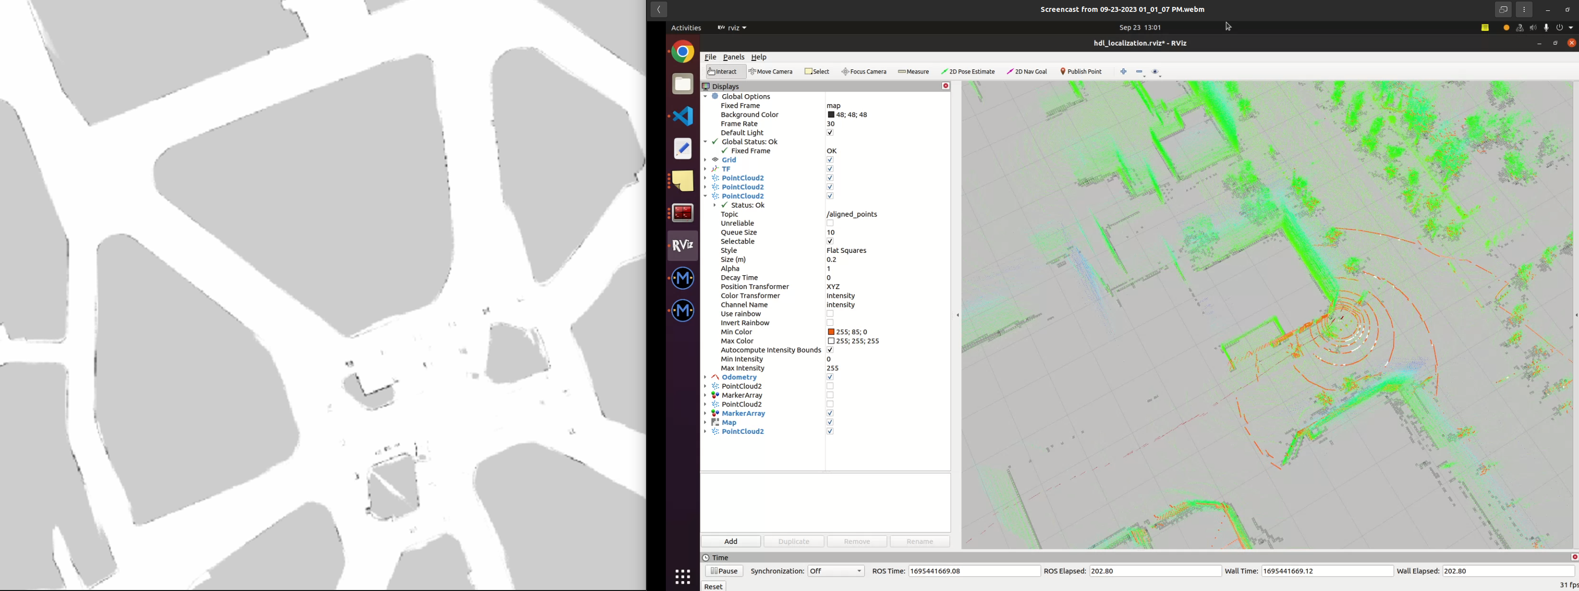 Screencast from 09-23-2023 01_01_07 PM.webm
Activities
rviz
Sep 23 13:01
hdl_localization.rviz* - RViz
File Panels Help
Interact Move Camera Select Focus Camera Measure 2D Pose Estimate 2D Nav Goal Publish Point
Displays
Global Options
Fixed Frame map
Background Color 48; 48; 48
Frame Rate 30
Default Light
Global Status: Ok
Fixed Frame OK
Grid
TF
PointCloud2
PointCloud2
PointCloud2
Status: Ok
Topic /aligned_points
Unreliable
Queue Size 10
Selectable
Style Flat Squares
Size (m) 0.2
Alpha 1
Decay Time 0
Position Transformer XYZ
Color Transformer Intensity
Channel Name intensity
Use rainbow
Invert Rainbow
Min Color 255; 85; 0
Max Color 255; 255; 255
Autocompute Intensity Bounds
Min Intensity 0
Max Intensity 255
Odometry
PointCloud2
MarkerArray
PointCloud2
MarkerArray
Map
PointCloud2
RViz
Add Duplicate Remove Rename
Time
Pause Synchronization: Off ROS Time: 1695441669.08 ROS Elapsed: 202.80 Wall Time: 1695441669.12 Wall Elapsed: 202.80
Reset 31 fps